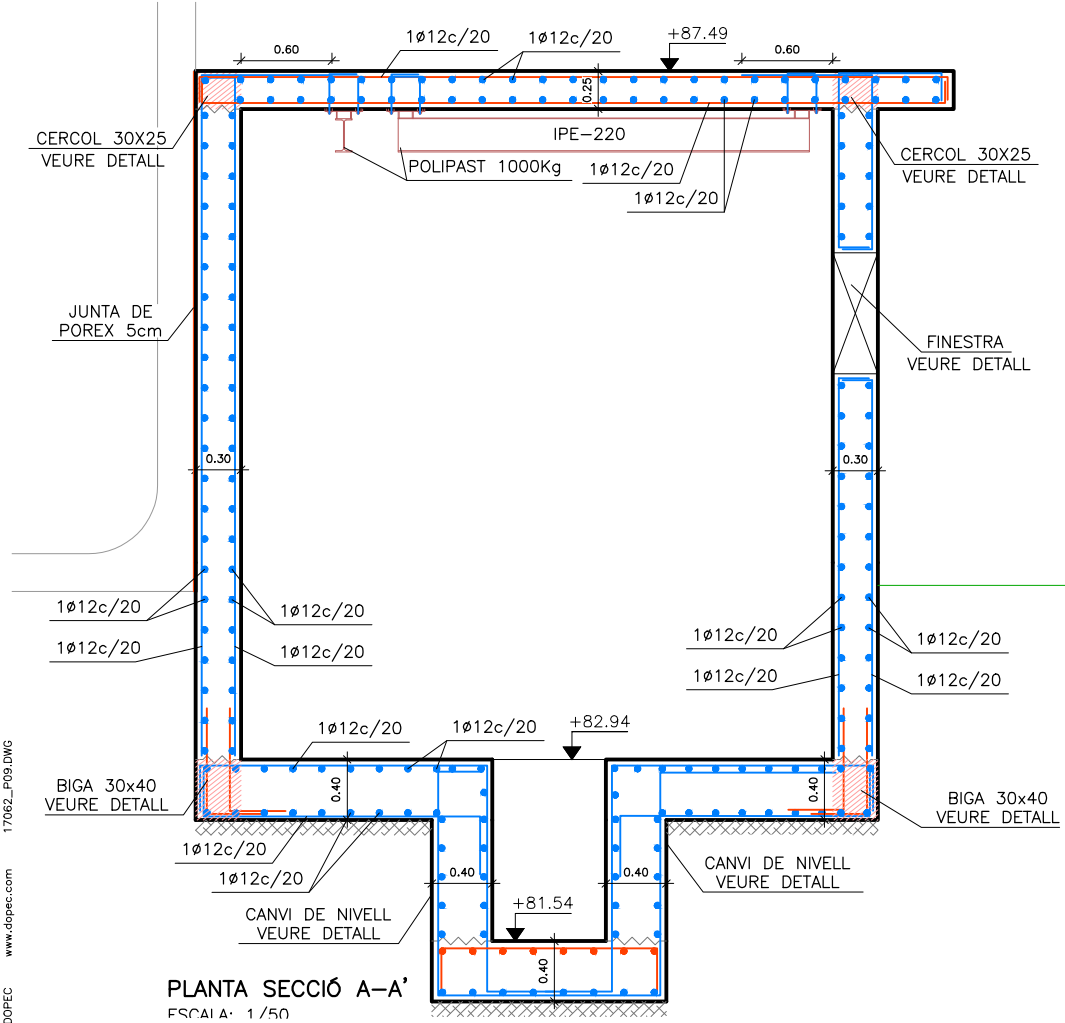 1ø12c/20
1ø12c/20
+87.49
0.60
0.60
0.25
CERCOL 30X25
VEURE DETALL
IPE-220
POLIPAST 1000Kg
1ø12c/20
1ø12c/20
CERCOL 30X25
VEURE DETALL
JUNTA DE
POREX 5cm
FINESTRA
VEURE DETALL
0.30
0.30
1ø12c/20
1ø12c/20
1ø12c/20
1ø12c/20
1ø12c/20
1ø12c/20
1ø12c/20
1ø12c/20
1ø12c/20
1ø12c/20
+82.94
BIGA 30x40
VEURE DETALL
0.40
0.40
BIGA 30x40
VEURE DETALL
1ø12c/20
1ø12c/20
0.40
0.40
CANVI DE NIVELL
VEURE DETALL
CANVI DE NIVELL
VEURE DETALL
+81.54
0.40
PLANTA SECCIÓ A-A'
ESCALA: 1/50
DOPEC www.dopec.com 17062_P09.DWG